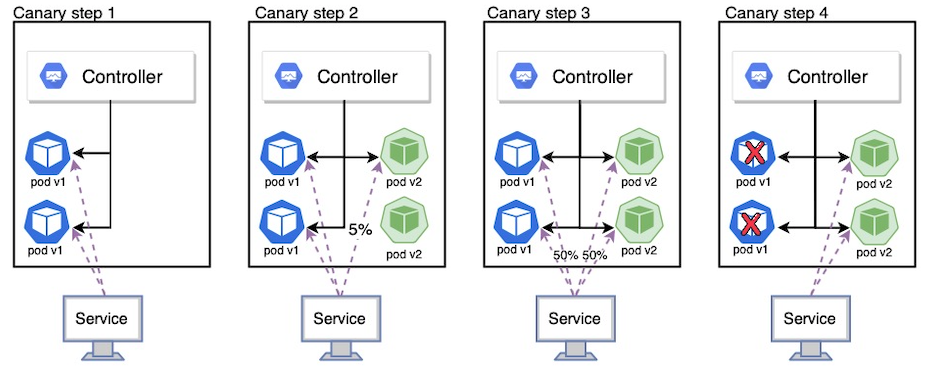 Canary step 1
Controller
pod v1
pod v1
Service
Canary step 2
Controller
pod v1
pod v2
pod v1
pod v2
5%
Service
Canary step 3
Controller
pod v1
pod v2
pod v1
pod v2
50% 50%
Service
Canary step 4
Controller
pod v1
pod v2
pod v1
pod v2
Service